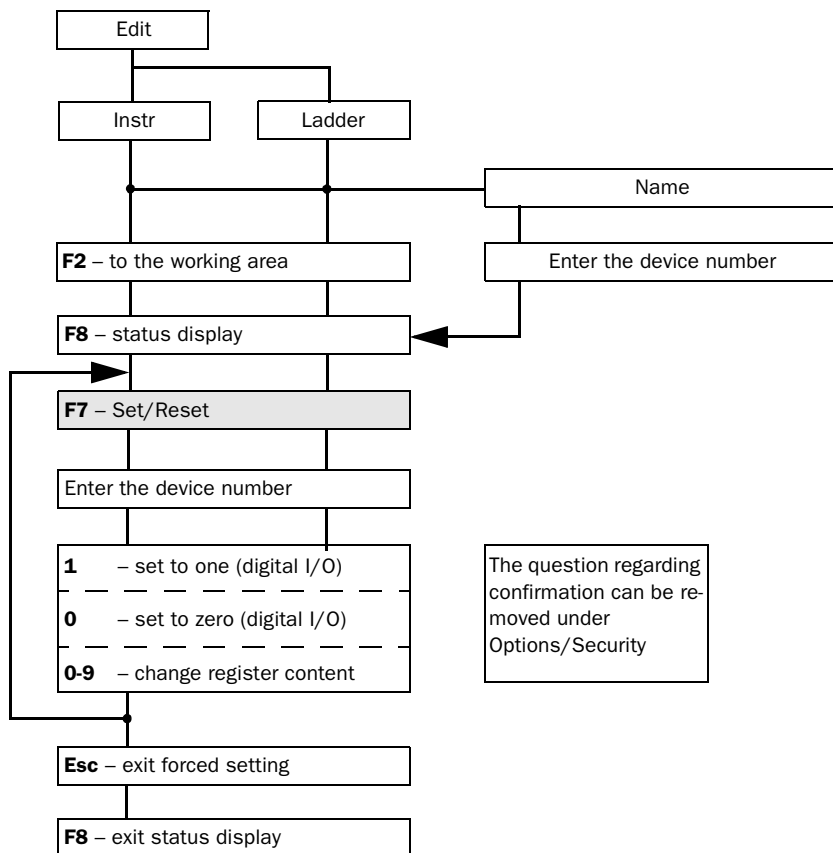 Edit
Instr
Ladder
Name
F2 – to the working area
Enter the device number
F8 – status display
F7 – Set/Reset
Enter the device number
1 – set to one (digital I/O)
0 – set to zero (digital I/O)
0-9 – change register content
The question regarding
confirmation can be re-
moved under
Options/Security
Esc – exit forced setting
F8 – exit status display